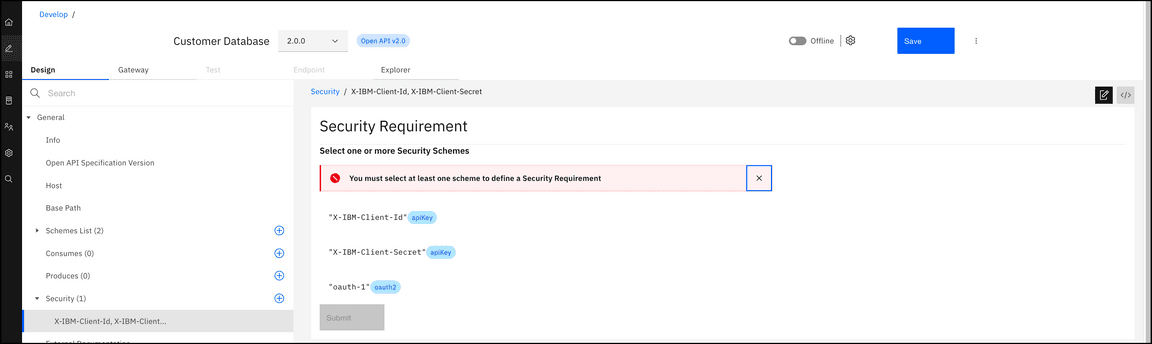 Develop /
Customer Database 2.0.0 Open API v2.0 Offline Save
Design Gateway Test Endpoint Explorer
Search
Security / X-IBM-Client-Id, X-IBM-Client-Secret
</>
General
Security Requirement
Info
Select one or more Security Schemes
Open API Specification Version
You must select at least one scheme to define a Security Requirement
Host
Base Path
"X-IBM-Client-Id" apiKey
Schemes List (2)
Consumes (0)
"X-IBM-Client-Secret" apiKey
Produces (0)
"oauth-1" oauth2
Security (1)
Submit
X-IBM-Client-Id, X-IBM-Client...
External Documentation